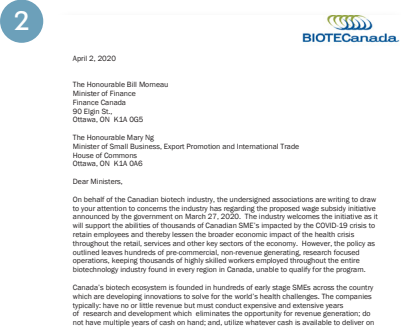 2
BIOTECanada
April 2, 2020
The Honourable Bill Morneau
Minister of Finance
Finance Canada
90 Elgin St.,
Ottawa, ON  K1A 0G5
The Honourable Mary Ng
Minister of Small Business, Export Promotion and International Trade
House of Commons
Ottawa, ON  K1A 0A6
Dear Ministers,
On behalf of the Canadian biotech industry, the undersigned associations are writing to draw
to your attention to concerns the industry has regarding the proposed wage subsidy initiative
announced by the government on March 27, 2020.  The industry welcomes the initiative as it
will support the abilities of thousands of Canadian SME's impacted by the COVID-19 crisis to
retain employees and thereby lessen the broader economic impact of the health crisis
throughout the retail, services and other key sectors of the economy.  However, the policy as
outlined leaves hundreds of pre-commercial, non-revenue generating, research focused
operations, keeping thousands of highly skilled workers employed throughout the entire
biotechnology industry found in every region in Canada, unable to qualify for the program.
Canada's biotech ecosystem is founded in hundreds of early stage SMEs across the country
which are developing innovations to solve for the world's health challenges. The companies
typically: have no or little revenue but must conduct expensive and extensive years
of  research and development which  eliminates the opportunity for revenue generation; do
not have multiple years of cash on hand; and, utilize whatever cash is available to deliver on